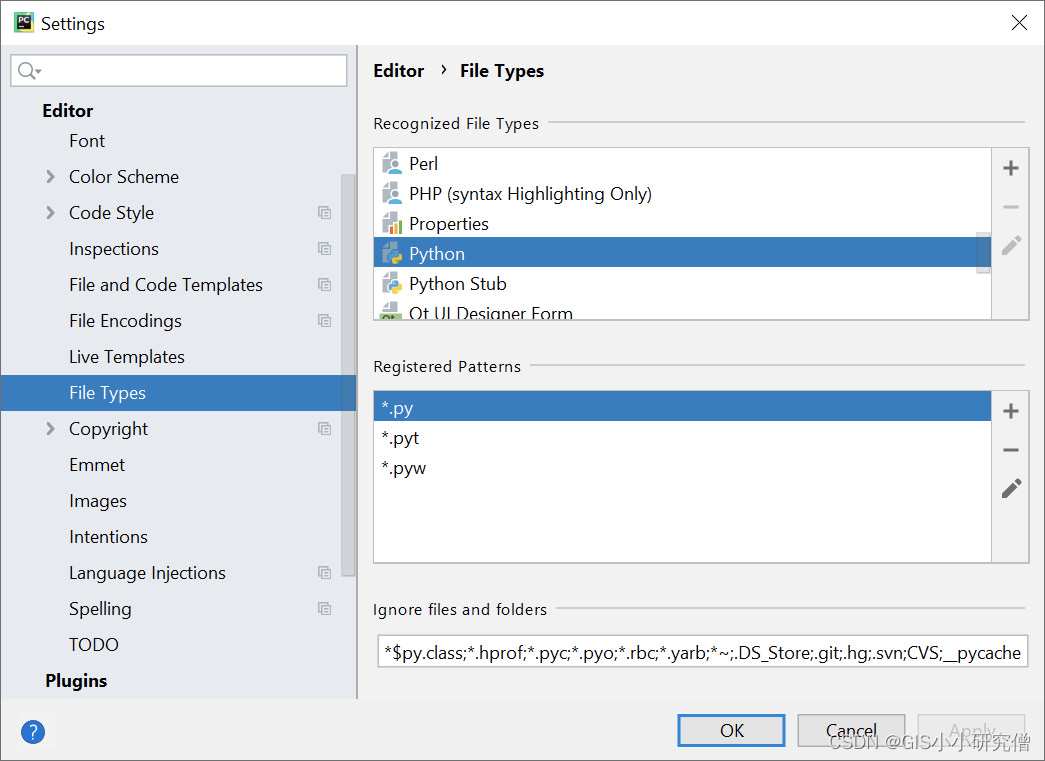 PC
Settings
Editor
Font
Color Scheme
Code Style
Inspections
File and Code Templates
File Encodings
Live Templates
File Types
Copyright
Emmet
Images
Intentions
Language Injections
Spelling
TODO
Plugins
?
Editor › File Types
Recognized File Types
Perl
PHP (syntax Highlighting Only)
Properties
Python
Python Stub
Qt UI Designer Form
Registered Patterns
*.py
*.pyt
*.pyw
Ignore files and folders
*$py.class;*.hprof;*.pyc;*.pyo;*.rbc;*.yarb;*~;.DS_Store;.git;.hg;.svn;CVS;__pycache
OK
Cancel
Apply
CSDN @GIS小小研究僧